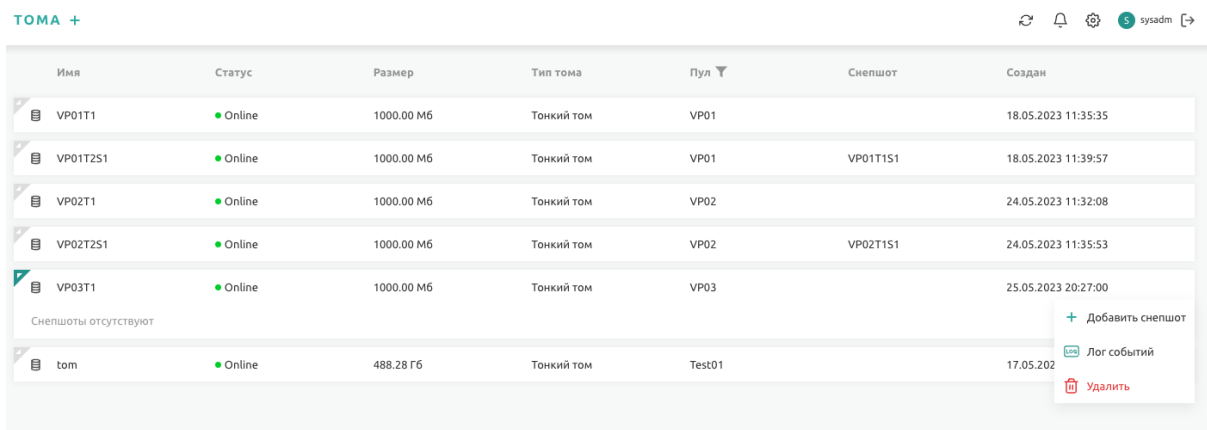 ТОМА +
S sysadm
Имя Статус Размер Тип тома Пул Снепшот Создан
VP01T1 Online 1000.00 Мб Тонкий том VP01 18.05.2023 11:35:35
VP01T2S1 Online 1000.00 Мб Тонкий том VP01 VP01T1S1 18.05.2023 11:39:57
VP02T1 Online 1000.00 Мб Тонкий том VP02 24.05.2023 11:32:08
VP02T2S1 Online 1000.00 Мб Тонкий том VP02 VP02T1S1 24.05.2023 11:35:53
VP03T1 Online 1000.00 Мб Тонкий том VP03 25.05.2023 20:27:00
Снепшоты отсутствуют
+ Добавить снепшот
LOG Лог событий
tom Online 488.28 Гб Тонкий том Test01 17.05.202
Удалить